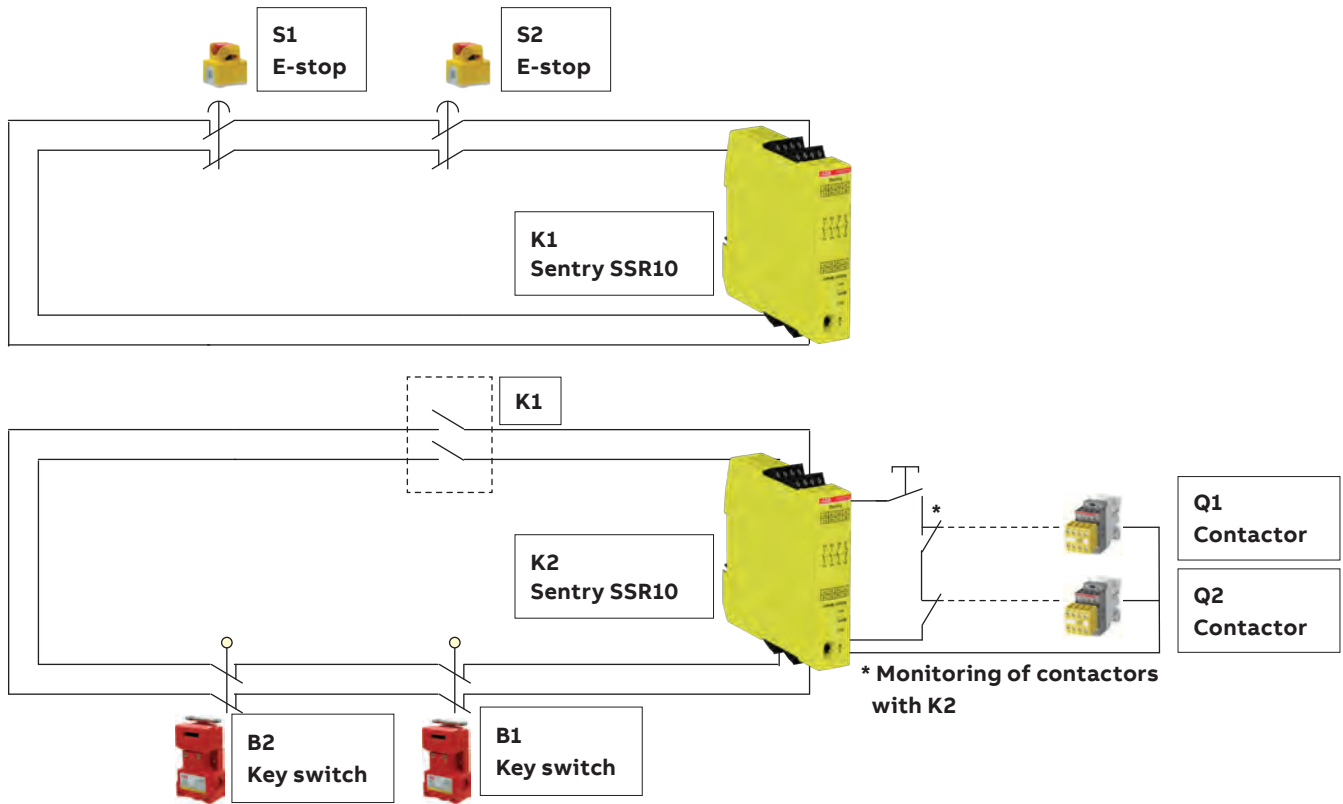 S1
E-stop
S2
E-stop
K1
Sentry SSR10
K1
K2
Sentry SSR10
*
Q1
Contactor
Q2
Contactor
* Monitoring of contactors
with K2
B2
Key switch
B1
Key switch